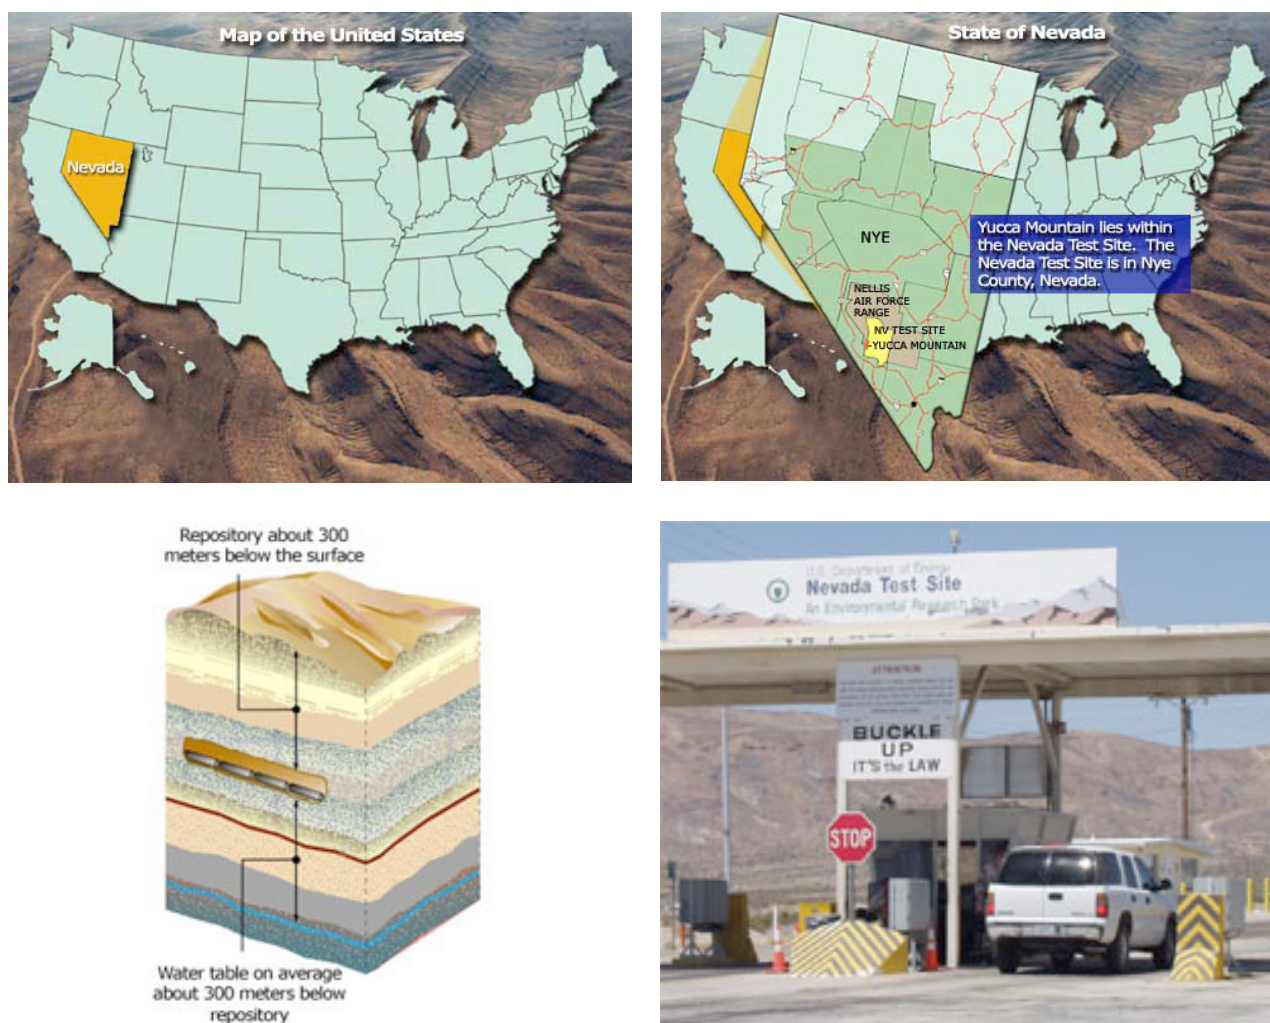 Map of the United States
Nevada
State of Nevada
NYE
Yucca Mountain lies within
the Nevada Test Site.  The
Nevada Test Site is in Nye
County, Nevada.
NELLIS
AIR FORCE
RANGE
NV TEST SITE
YUCCA MOUNTAIN
Repository about 300
meters below the surface
Water table on average
about 300 meters below
repository
U.S. Department of Energy
Nevada Test Site
An Environmental Research Park
ATTENTION
BUCKLE
UP
IT'S the LAW
STOP